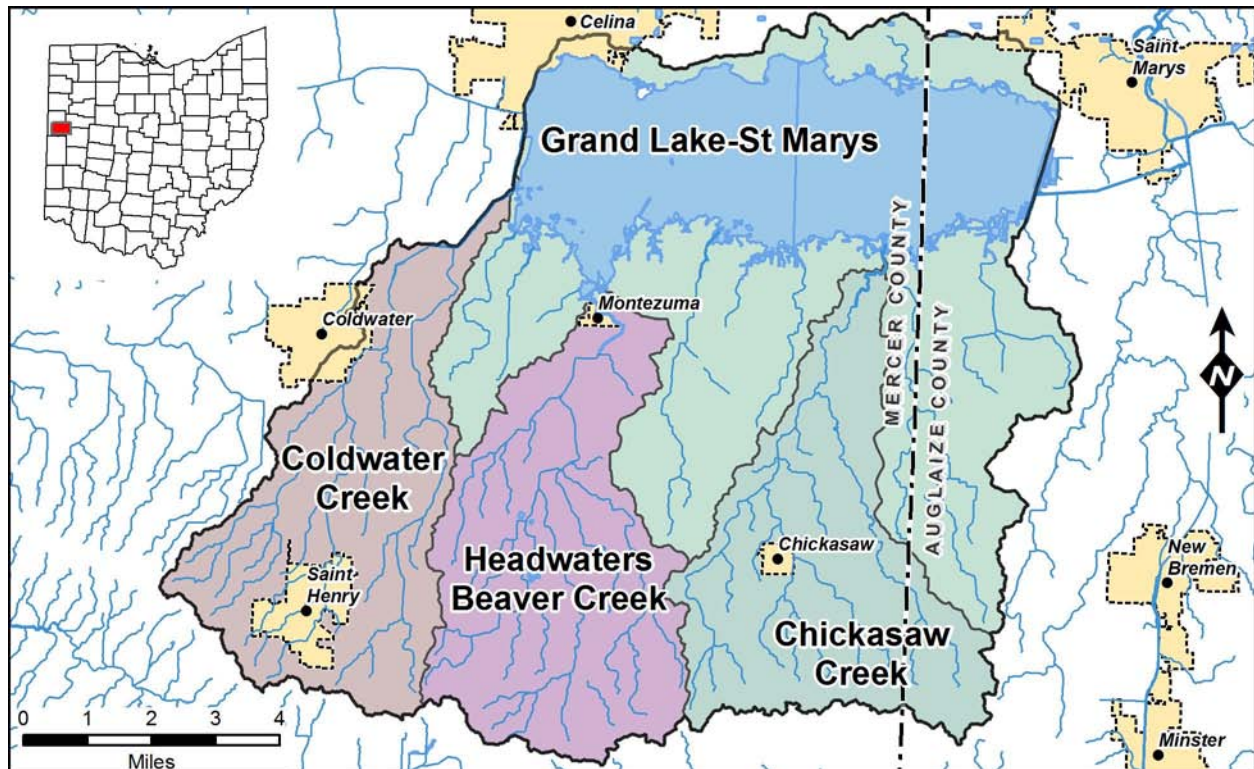 Celina
Saint-
Marys
Grand Lake-St Marys
Montezuma
Coldwater
MERCER COUNTY
AUGLAIZE COUNTY
N
Coldwater
Creek
Headwaters
Beaver Creek
Chickasaw
New
Bremen
Saint-
Henry
Chickasaw
Creek
0 1 2 3 4
Miles
Minster